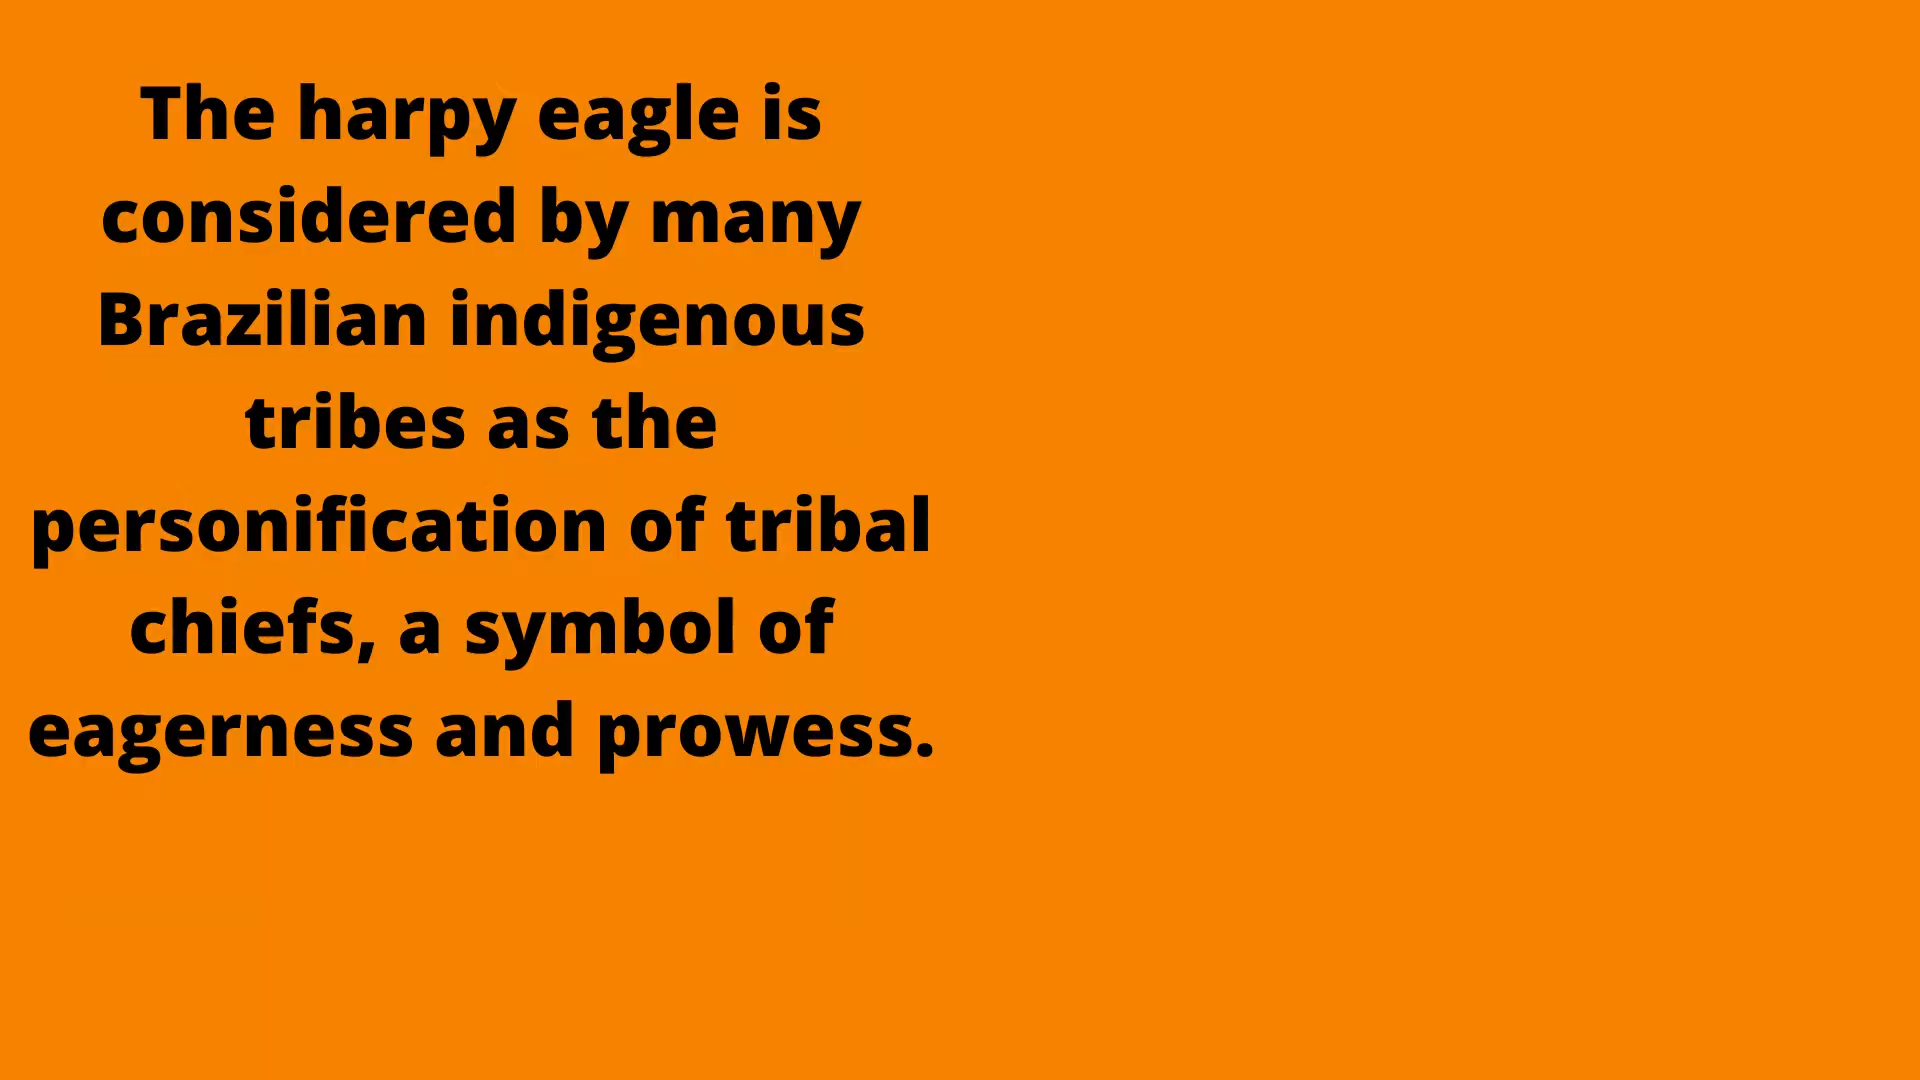 The harpy eagle is
considered by many
Brazilian indigenous
tribes as the
personification of tribal
chiefs, a symbol of
eagerness and prowess.